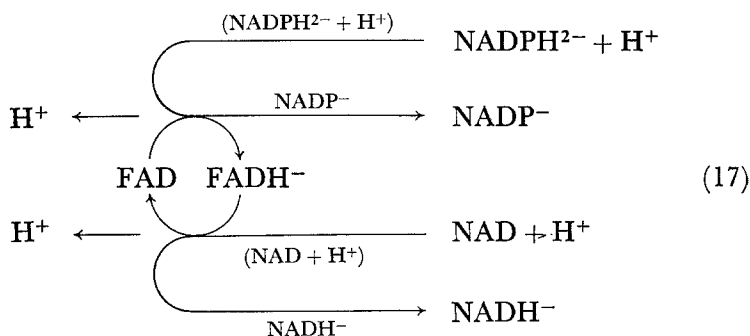 (NADPH²⁻ + H⁺) NADPH²⁻ + H⁺
H⁺ NADP⁻ NADP⁻
FAD FADH⁻ (17)
H⁺ (NAD + H⁺) NAD + H⁺
NADH⁻ NADH⁻